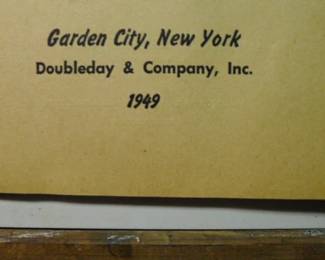 Garden City, New York
Doubleday & Company, Inc.
1949